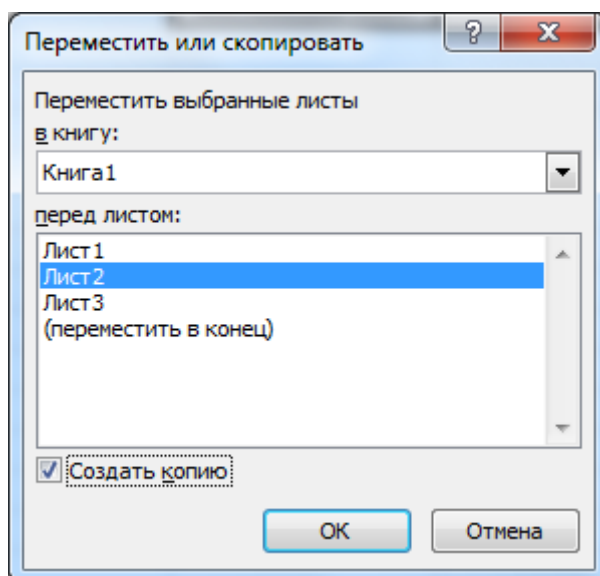 Переместить или скопировать
?
Переместить выбранные листы
в книгу:
Книга1
перед листом:
Лист1
Лист2
Лист3
(переместить в конец)
Создать копию
ОК
Отмена